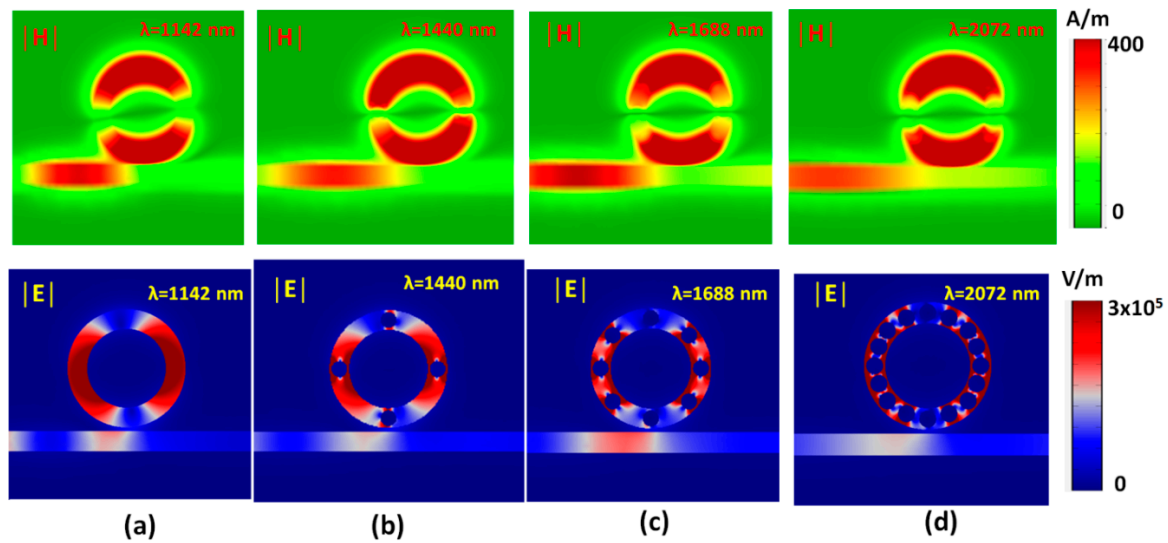 |H| λ=1142 nm
|H| λ=1440 nm
|H| λ=1688 nm
|H| λ=2072 nm
A/m
400
0
|E| λ=1142 nm
|E| λ=1440 nm
|E| λ=1688 nm
|E| λ=2072 nm
V/m
3x10⁵
0
(a) (b) (c) (d)